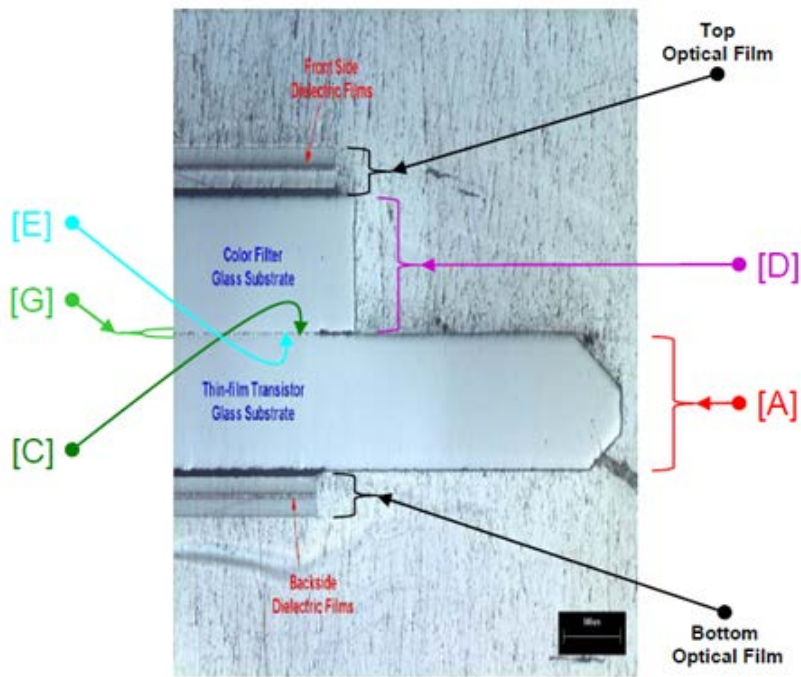 Top
Optical Film
Front Side
Dielectric Films
[E]
Color Filter
Glass Substrate
[D]
[G]
Thin-film Transistor
Glass Substrate
[A]
[C]
Backside
Dielectric Films
Bottom
Optical Film